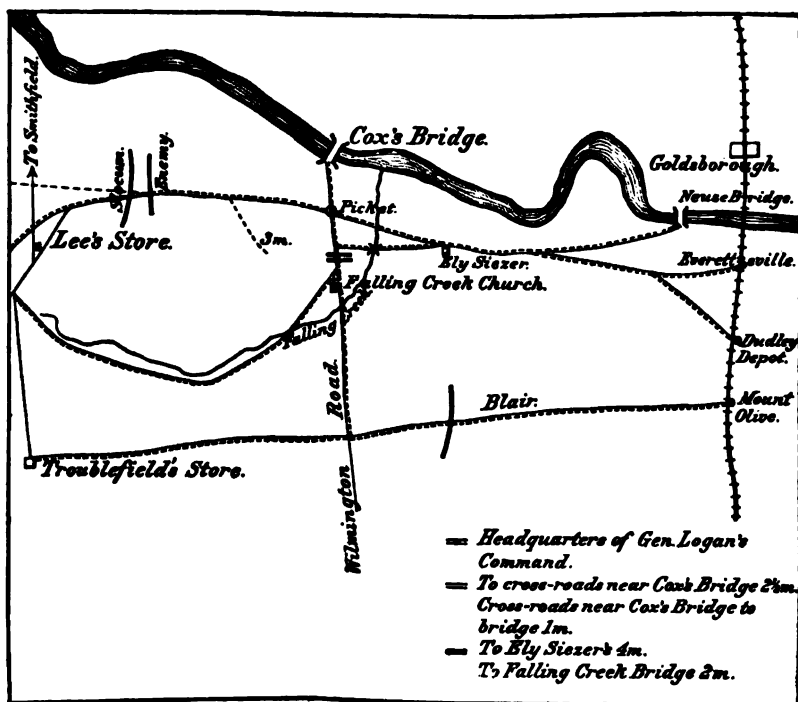 To Smithfield.
Cox's Bridge.
Goldsborough.
Slocum.
Enemy.
Neuse Bridge.
Picket.
Lee's Store.
3m.
Ely Siezer.
Everettsville.
Falling Creek Church.
Falling
Dudley
Depot.
Road.
Blair.
Mount
Olive.
Troublefield's Store.
Wilmington
Headquarters of Gen. Logan's
Command.
To cross-roads near Cox's Bridge 2½m.
Cross-roads near Cox's Bridge to
bridge 1m.
To Ely Siezer's 4m.
To Falling Creek Bridge 2m.